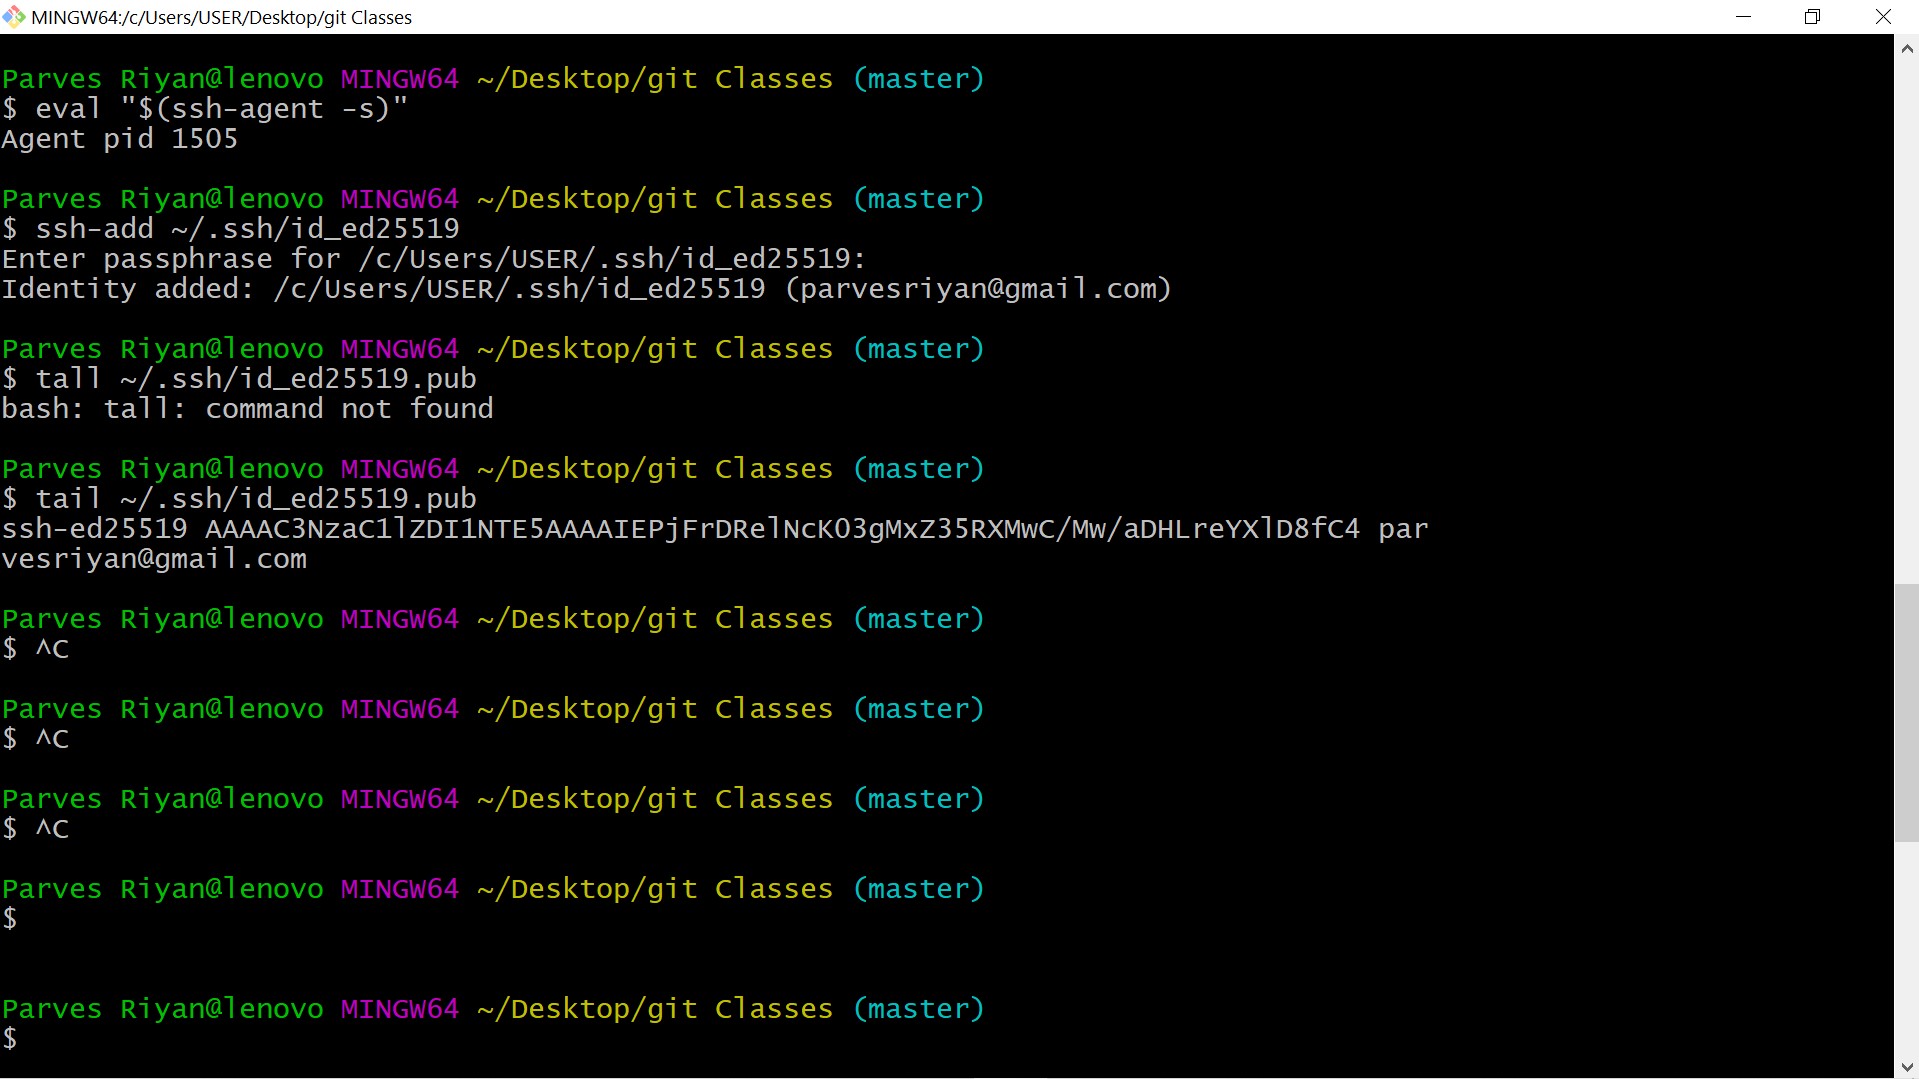 MINGW64:/c/Users/USER/Desktop/git Classes
Parves Riyan@lenovo MINGW64 ~/Desktop/git Classes (master)
$ eval "$(ssh-agent -s)"
Agent pid 1505
Parves Riyan@lenovo MINGW64 ~/Desktop/git Classes (master)
$ ssh-add ~/.ssh/id_ed25519
Enter passphrase for /c/Users/USER/.ssh/id_ed25519:
Identity added: /c/Users/USER/.ssh/id_ed25519 (parvesriyan@gmail.com)
Parves Riyan@lenovo MINGW64 ~/Desktop/git Classes (master)
$ tall ~/.ssh/id_ed25519.pub
bash: tall: command not found
Parves Riyan@lenovo MINGW64 ~/Desktop/git Classes (master)
$ tail ~/.ssh/id_ed25519.pub
ssh-ed25519 AAAAC3NzaC1lZDI1NTE5AAAAIEPjFrDRelNcKO3gMxZ35RXMwC/Mw/aDHLreYXlD8fC4 par
vesriyan@gmail.com
Parves Riyan@lenovo MINGW64 ~/Desktop/git Classes (master)
$ ^C
Parves Riyan@lenovo MINGW64 ~/Desktop/git Classes (master)
$ ^C
Parves Riyan@lenovo MINGW64 ~/Desktop/git Classes (master)
$ ^C
Parves Riyan@lenovo MINGW64 ~/Desktop/git Classes (master)
$
Parves Riyan@lenovo MINGW64 ~/Desktop/git Classes (master)
$